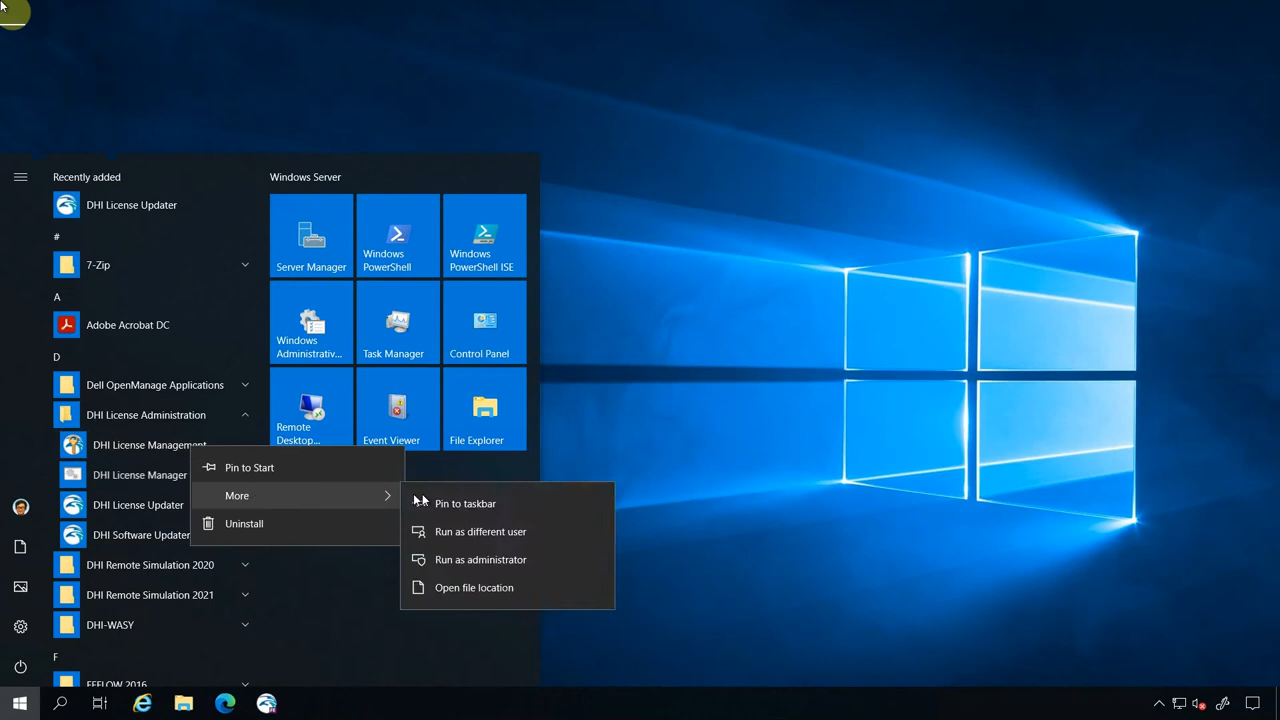 Recently added
DHI License Updater
#
7-Zip
A
Adobe Acrobat DC
D
Dell OpenManage Applications
DHI License Administration
DHI License Management
DHI License Manager
DHI License Updater
DHI Software Updater
DHI Remote Simulation 2020
DHI Remote Simulation 2021
DHI-WASY
F
FEFLOW 2016
Windows Server
Server Manager
Windows
PowerShell
Windows
PowerShell ISE
Windows
Administrativ...
Task Manager
Control Panel
Remote
Desktop...
Event Viewer
File Explorer
Pin to Start
More
Uninstall
Pin to taskbar
Run as different user
Run as administrator
Open file location